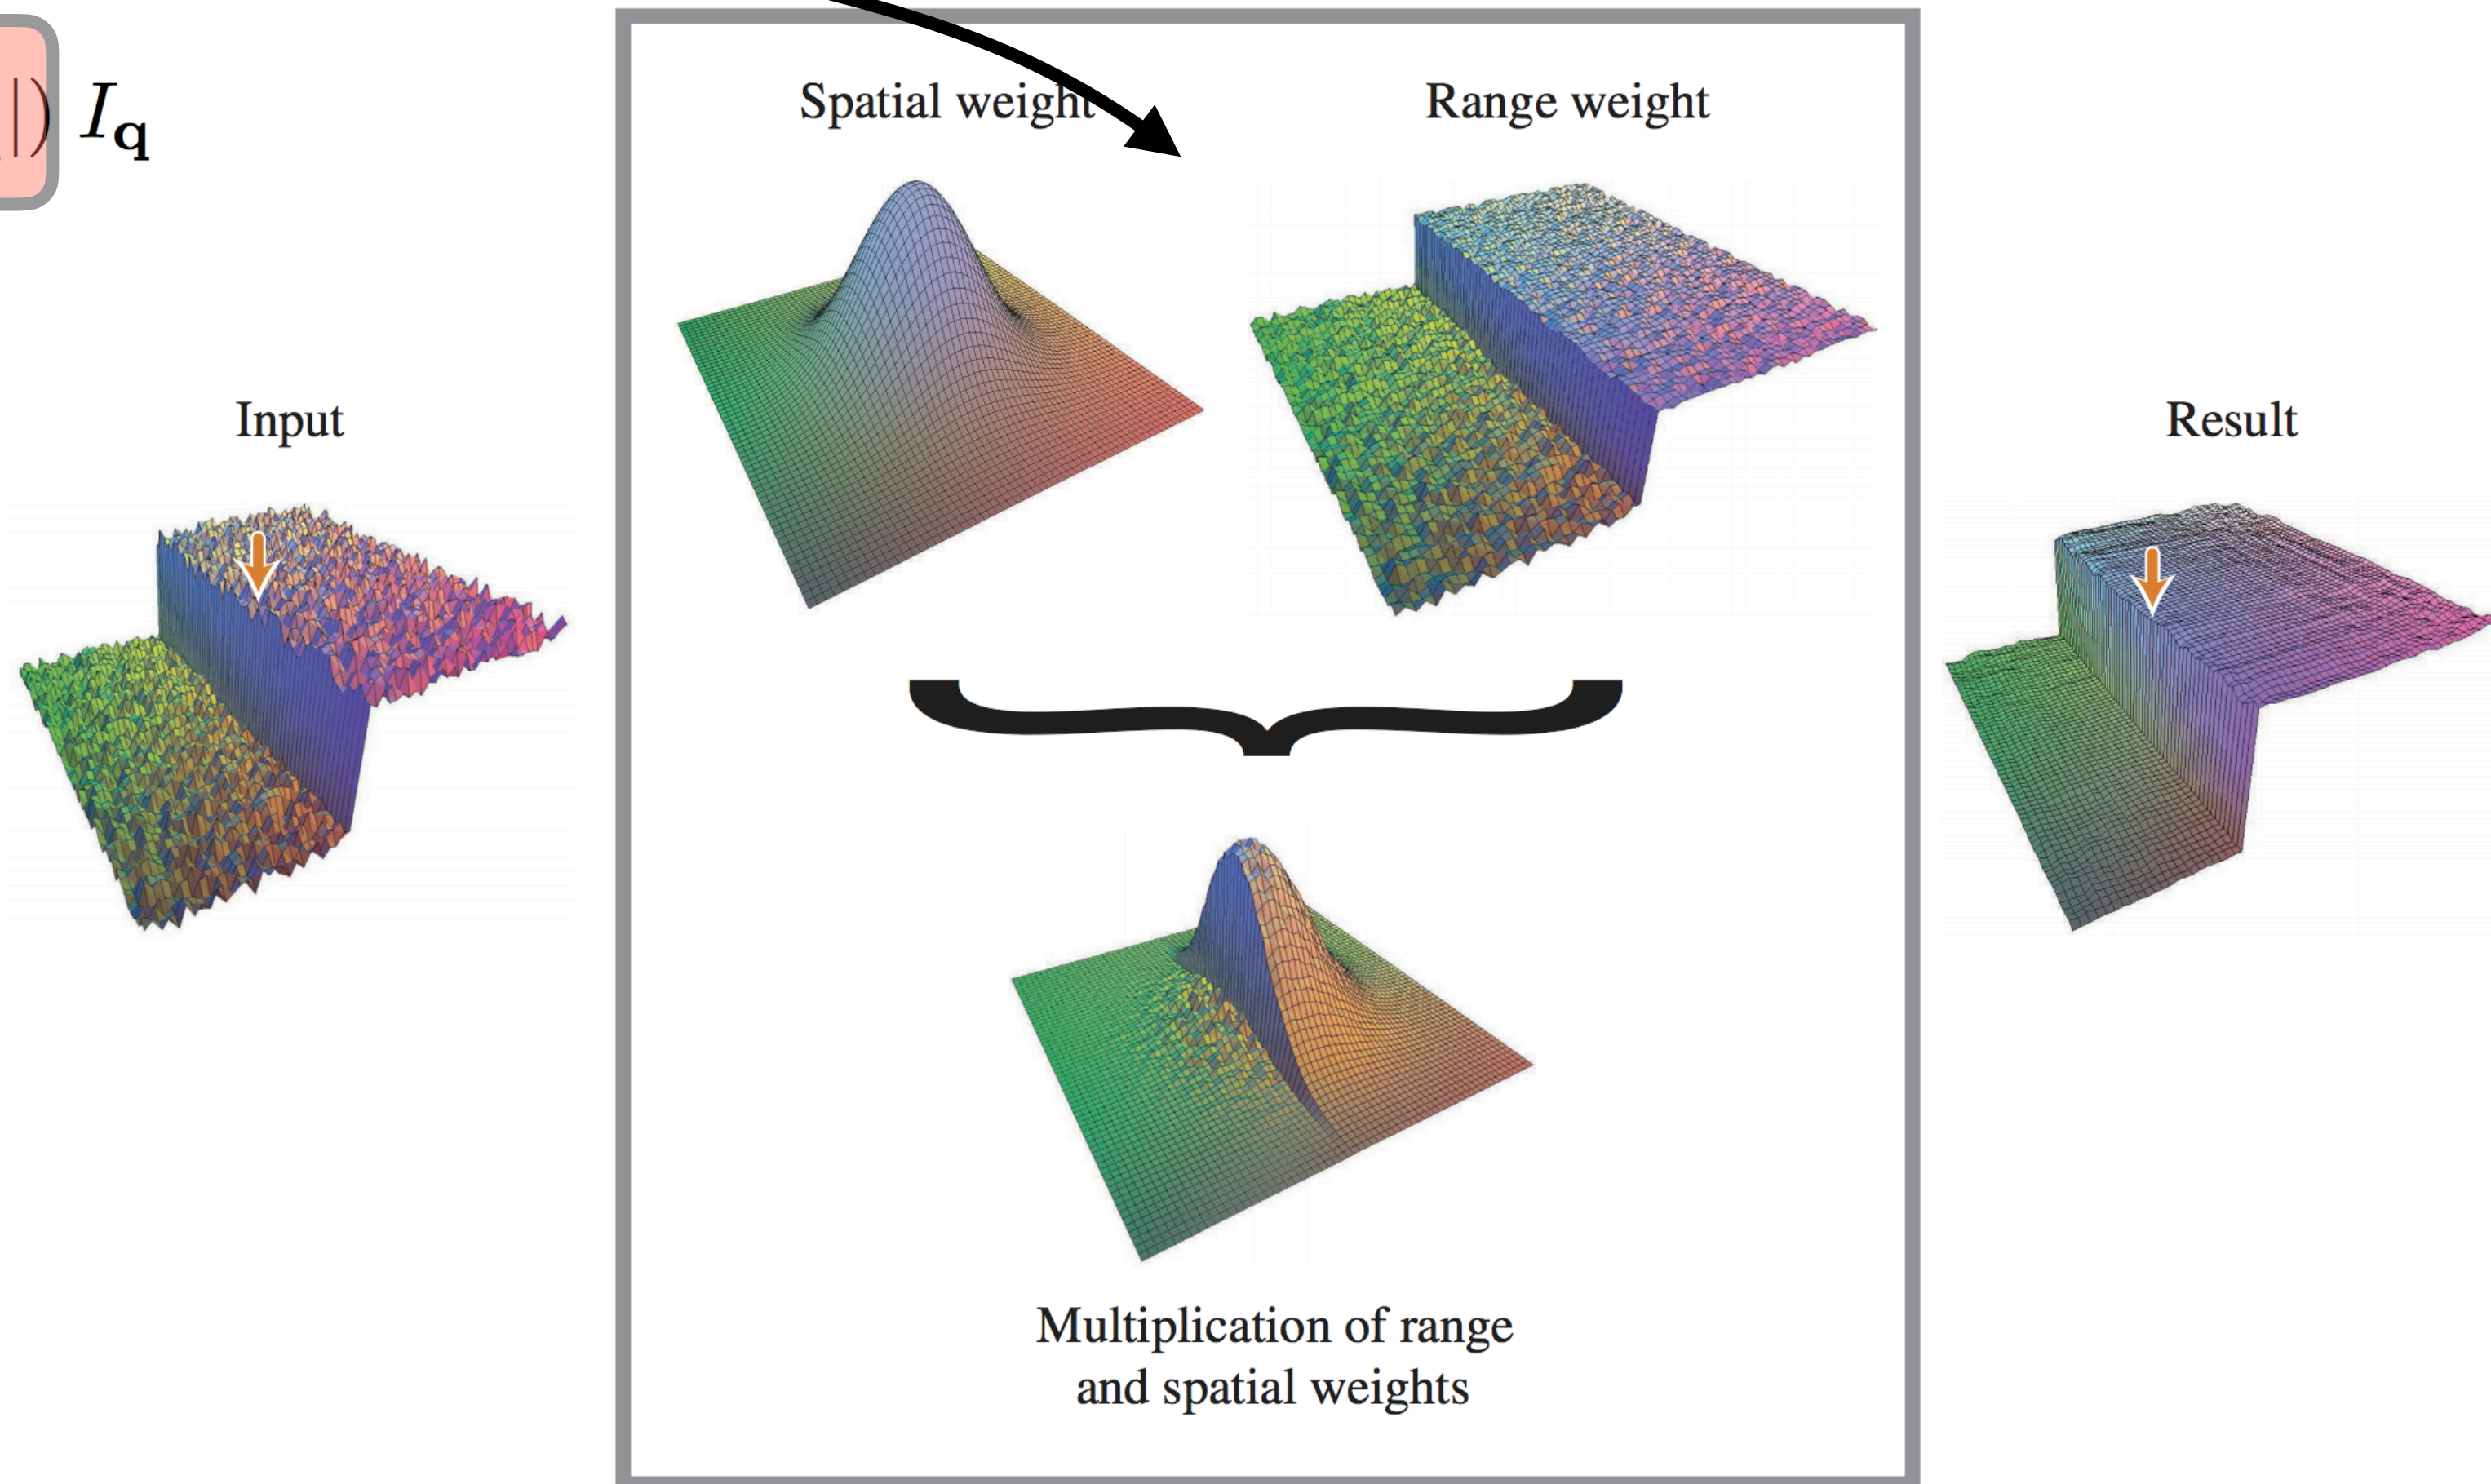 |) I_q
Spatial weight
Range weight
Input
Result
Multiplication of range
and spatial weights